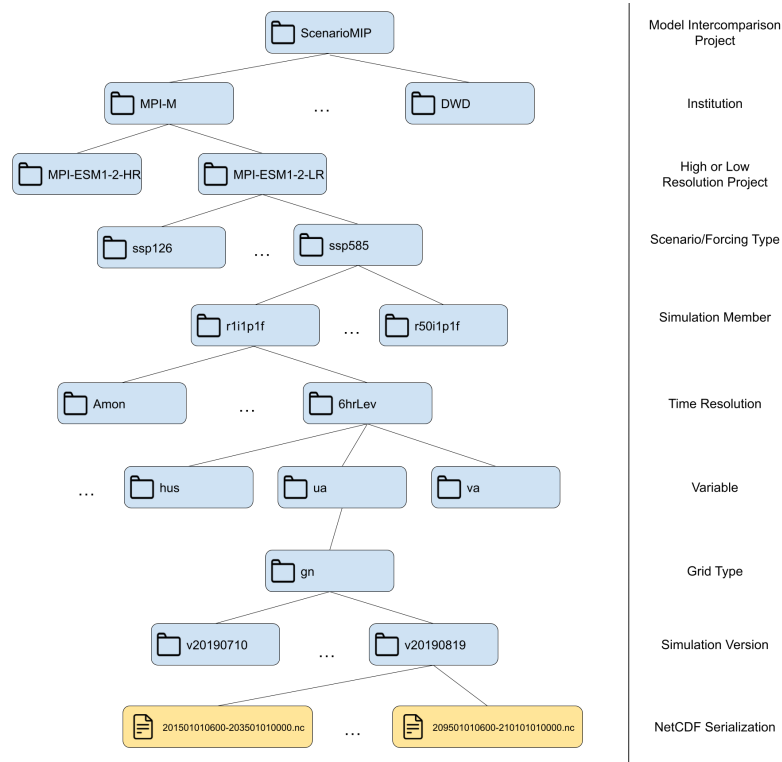 ScenarioMIP
Model Intercomparison
Project
MPI-M
...
DWD
Institution
MPI-ESM1-2-HR
MPI-ESM1-2-LR
High or Low
Resolution Project
ssp126
...
ssp585
Scenario/Forcing Type
r1i1p1f
...
r50i1p1f
Simulation Member
Amon
...
6hrLev
Time Resolution
...
hus
ua
va
Variable
gn
Grid Type
v20190710
...
v20190819
Simulation Version
201501010600-203501010000.nc
...
209501010600-210101010000.nc
NetCDF Serialization